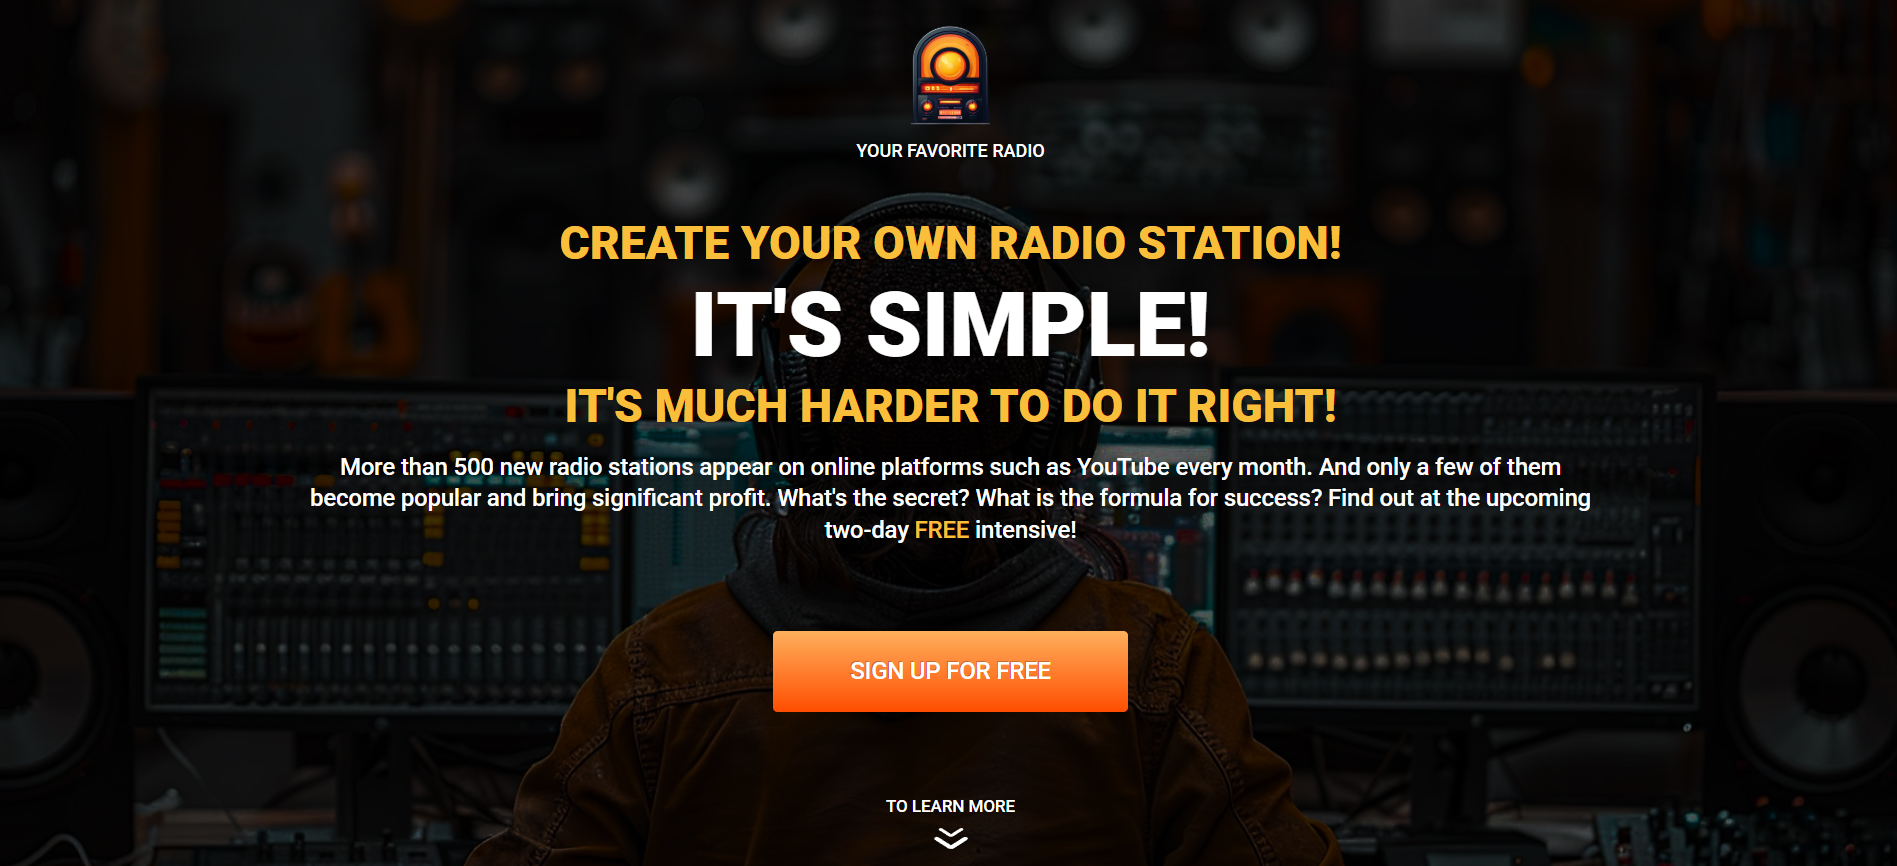 YOUR FAVORITE RADIO
CREATE YOUR OWN RADIO STATION!
IT'S SIMPLE!
IT'S MUCH HARDER TO DO IT RIGHT!
More than 500 new radio stations appear on online platforms such as YouTube every month. And only a few of them
become popular and bring significant profit. What's the secret? What is the formula for success? Find out at the upcoming
two-day FREE intensive!
SIGN UP FOR FREE
TO LEARN MORE